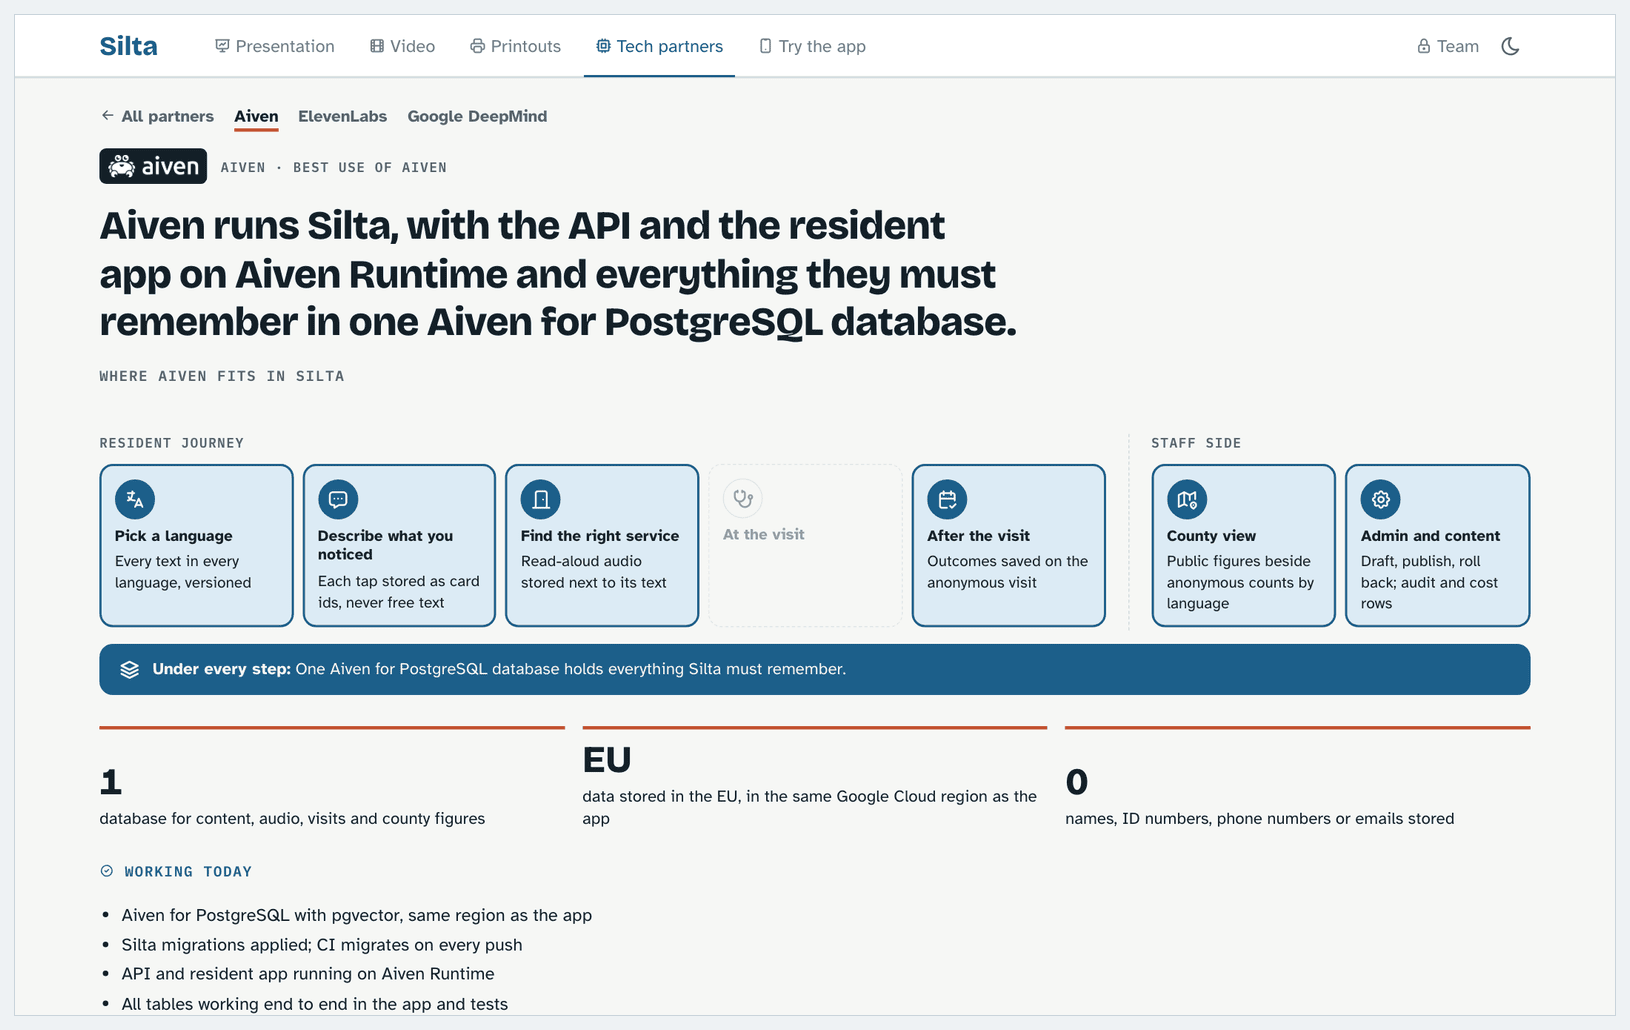 Silta
Presentation
Video
Printouts
Tech partners
Try the app
Team
← All partners
Aiven
ElevenLabs
Google DeepMind
aiven
AIVEN · BEST USE OF AIVEN
Aiven runs Silta, with the API and the resident
app on Aiven Runtime and everything they must
remember in one Aiven for PostgreSQL database.
WHERE AIVEN FITS IN SILTA
RESIDENT JOURNEY
Pick a language
Every text in every
language, versioned
Describe what you
noticed
Each tap stored as card
ids, never free text
Find the right service
Read-aloud audio
stored next to its text
At the visit
After the visit
Outcomes saved on the
anonymous visit
STAFF SIDE
County view
Public figures beside
anonymous counts by
language
Admin and content
Draft, publish, roll
back; audit and cost
rows
Under every step: One Aiven for PostgreSQL database holds everything Silta must remember.
1
database for content, audio, visits and county figures
EU
data stored in the EU, in the same Google Cloud region as the
app
0
names, ID numbers, phone numbers or emails stored
WORKING TODAY
• Aiven for PostgreSQL with pgvector, same region as the app
• Silta migrations applied; CI migrates on every push
• API and resident app running on Aiven Runtime
• All tables working end to end in the app and tests